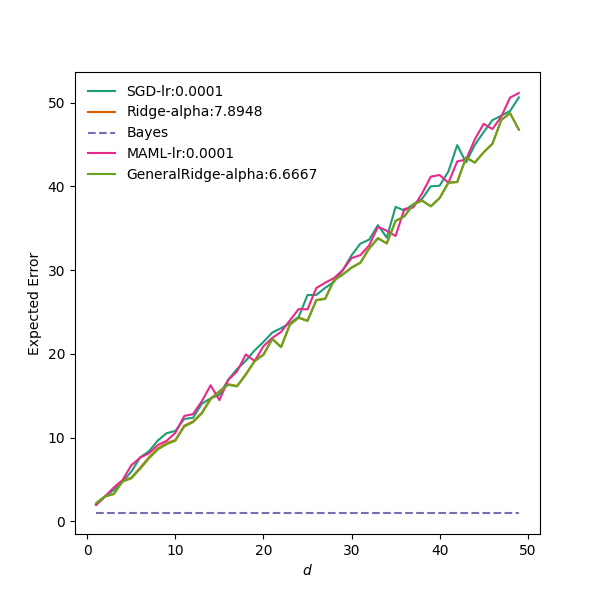 SGD-lr:0.0001
Ridge-alpha:7.8948
Bayes
MAML-lr:0.0001
GeneralRidge-alpha:6.6667
Expected Error
50
40
30
20
10
0
0 10 20 30 40 50
d